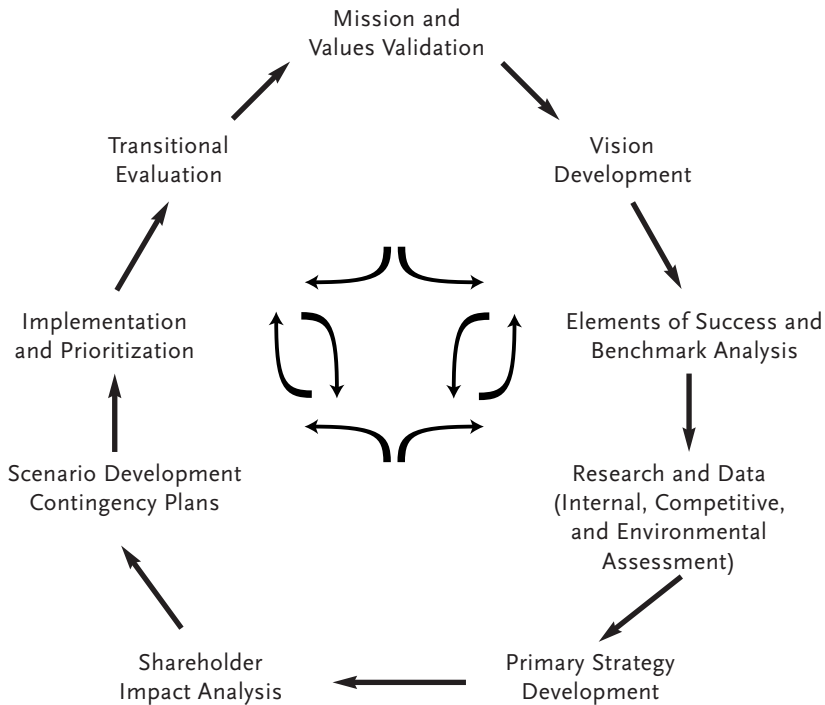 Mission and
Values Validation
Vision
Development
Elements of Success and
Benchmark Analysis
Research and Data
(Internal, Competitive,
and Environmental
Assessment)
Primary Strategy
Development
Shareholder
Impact Analysis
Scenario Development
Contingency Plans
Implementation
and Prioritization
Transitional
Evaluation